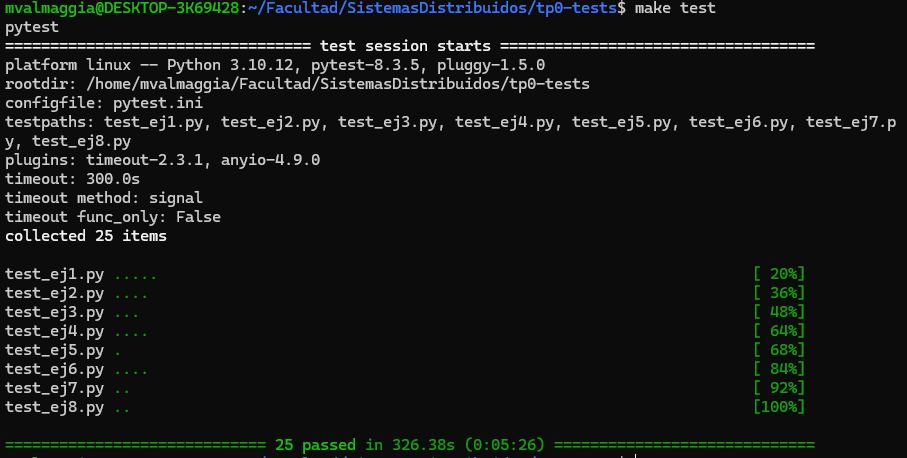 mvalmaggia@DESKTOP-3K69428:~/Facultad/SistemasDistribuidos/tp0-tests$ make test
pytest
================================= test session starts ==================================
platform linux -- Python 3.10.12, pytest-8.3.5, pluggy-1.5.0
rootdir: /home/mvalmaggia/Facultad/SistemasDistribuidos/tp0-tests
configfile: pytest.ini
testpaths: test_ej1.py, test_ej2.py, test_ej3.py, test_ej4.py, test_ej5.py, test_ej6.py, test_ej7.p
y, test_ej8.py
plugins: timeout-2.3.1, anyio-4.9.0
timeout: 300.0s
timeout method: signal
timeout func_only: False
collected 25 items
test_ej1.py ..... [ 20%]
test_ej2.py .... [ 36%]
test_ej3.py ... [ 48%]
test_ej4.py .... [ 64%]
test_ej5.py . [ 68%]
test_ej6.py .... [ 84%]
test_ej7.py .. [ 92%]
test_ej8.py .. [100%]
============================ 25 passed in 326.38s (0:05:26) ============================